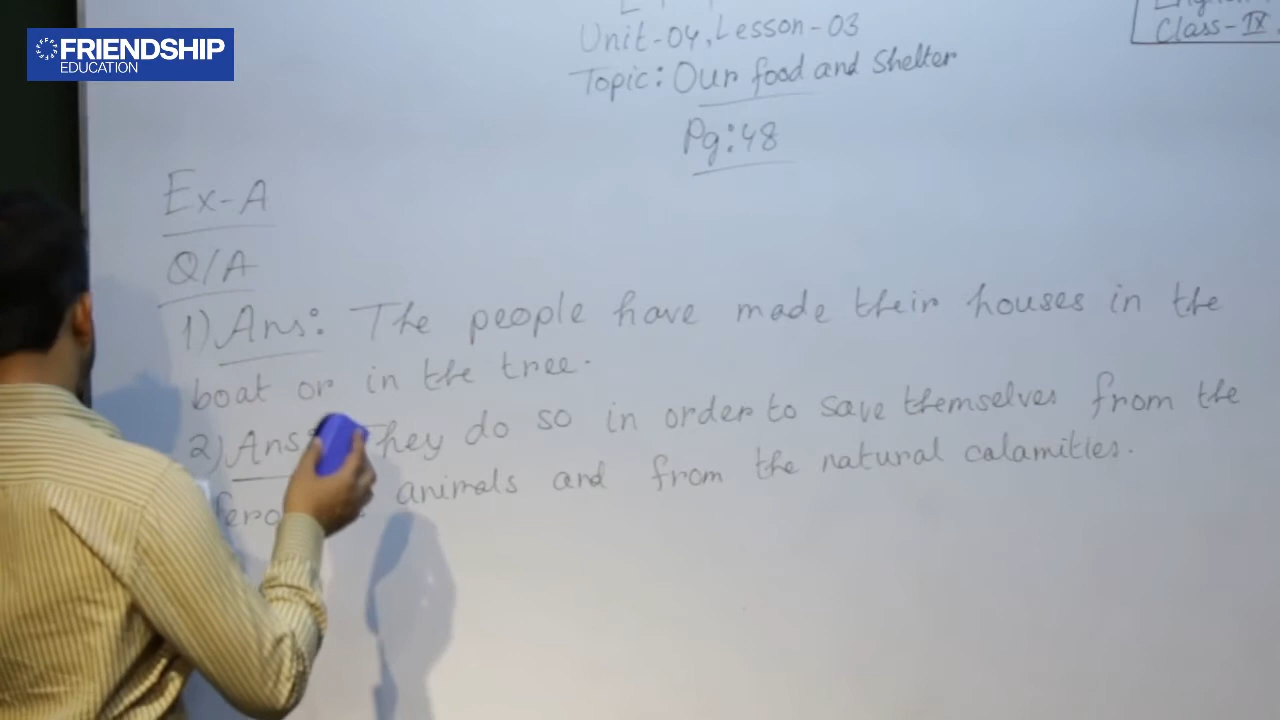 FRIENDSHIP
EDUCATION
Unit-04, Lesson-03
Class-IX
Topic: Our food and Shelter
Pg:48
Ex-A
Q/A
1) Ans: The people have made their houses in the
boat or in the tree.
2) Ans: They do so in order to save themselves from the
animals and from the natural calamities.